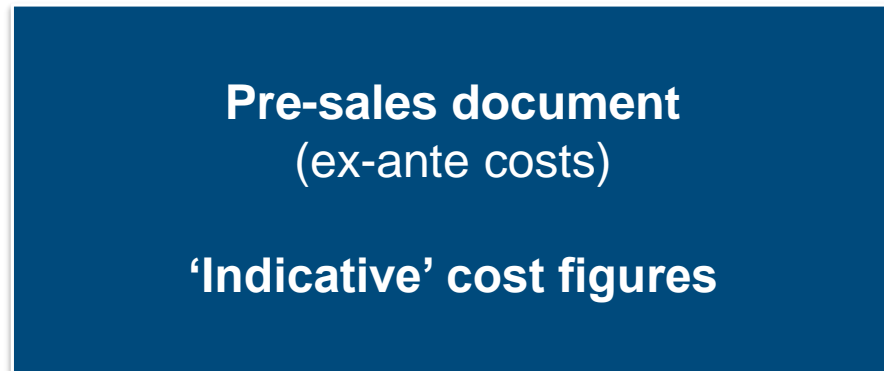 Pre-sales document
(ex-ante costs)
‘Indicative’ cost figures